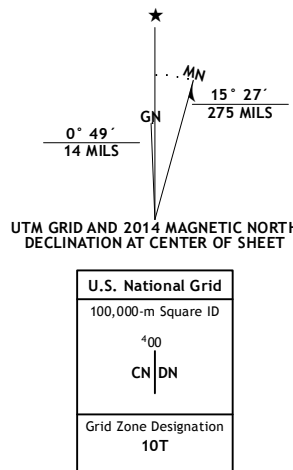 ★
MN
15° 27´
275 MILS
GN
0° 49´
14 MILS
UTM GRID AND 2014 MAGNETIC NORTH
DECLINATION AT CENTER OF SHEET
U.S. National Grid
100,000-m Square ID
⁴00
CN DN
Grid Zone Designation
10T